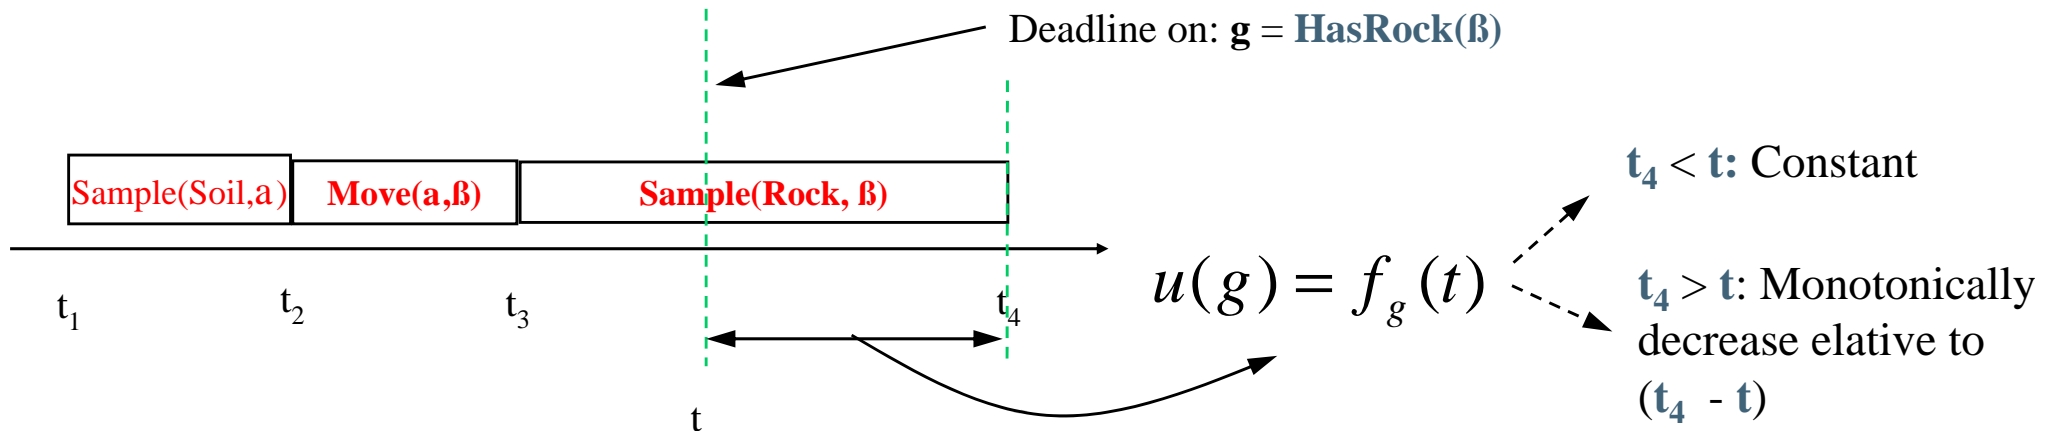 Deadline on: g = HasRock(ß)
t4 < t: Constant
Sample(Soil,a)
Move(a,ß)
Sample(Rock, ß)
u(g) = fg(t)
t4 > t: Monotonically
decrease elative to
(t4 - t)
t1
t2
t3
t4
t